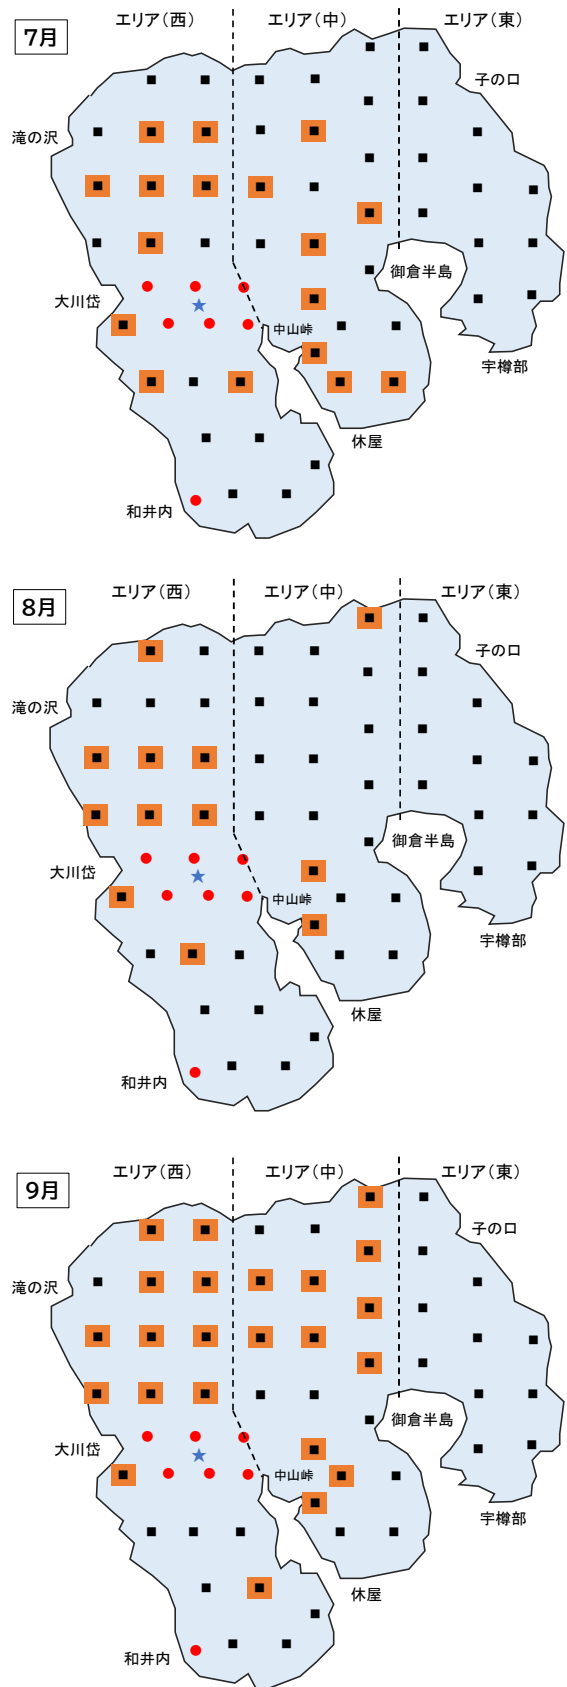 7月
エリア（西）
エリア（中）
エリア（東）
子の口
滝の沢
御倉半島
大川岱
中山峠
宇樽部
休屋
和井内
8月
エリア（西）
エリア（中）
エリア（東）
子の口
滝の沢
御倉半島
大川岱
中山峠
宇樽部
休屋
和井内
9月
エリア（西）
エリア（中）
エリア（東）
子の口
滝の沢
御倉半島
大川岱
中山峠
宇樽部
休屋
和井内